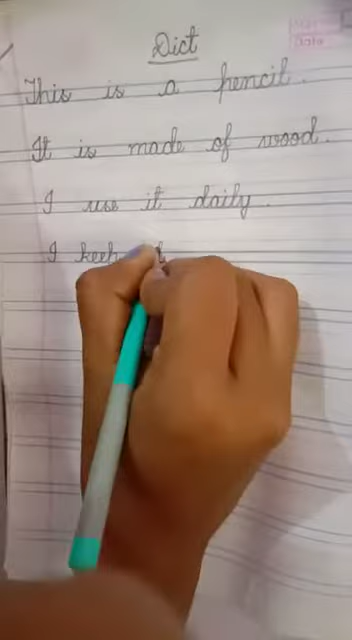 Dict
This is a pencil.
It is made of wood.
I use it daily.
I keep